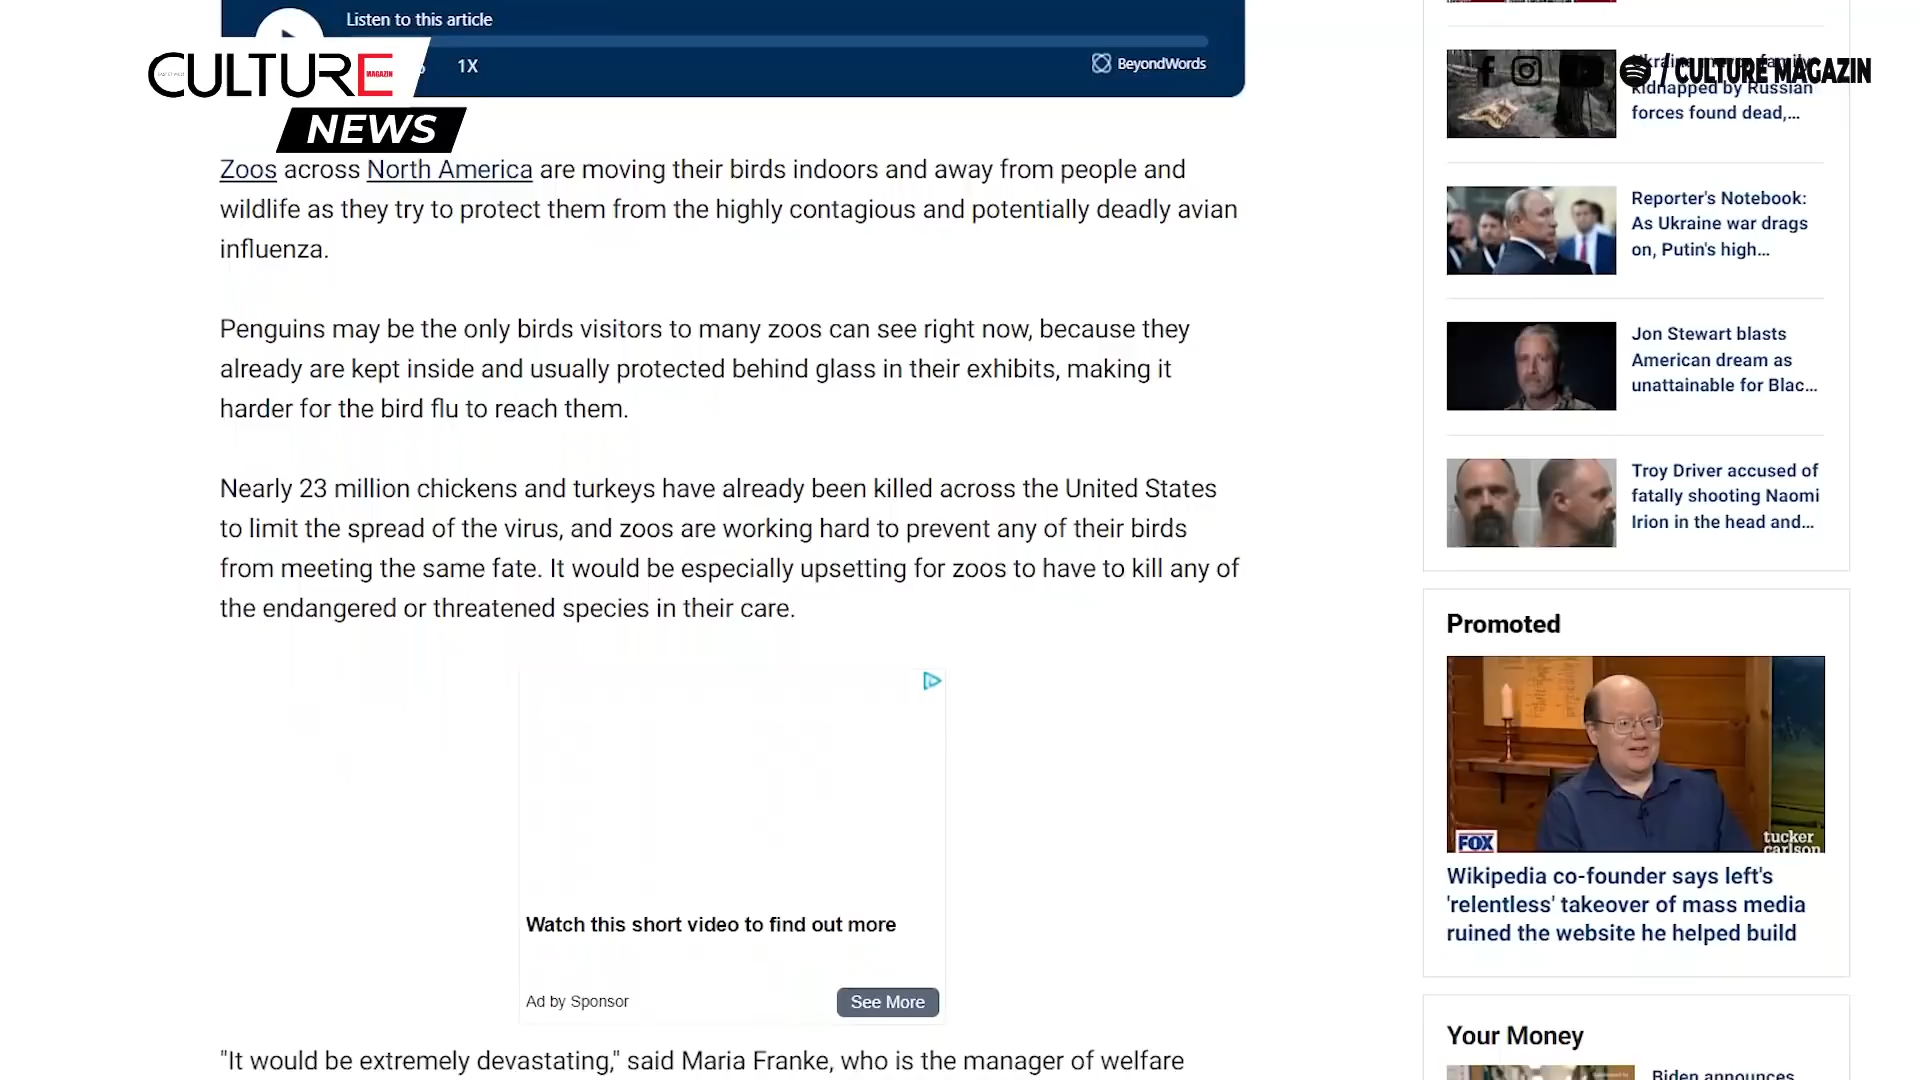 Listen to this article
1X
BeyondWords
CULTURE
MAGAZIN
NEWS
/ CULTURE MAGAZIN
Zoos across North America are moving their birds indoors and away from people and
wildlife as they try to protect them from the highly contagious and potentially deadly avian
influenza.
Penguins may be the only birds visitors to many zoos can see right now, because they
already are kept inside and usually protected behind glass in their exhibits, making it
harder for the bird flu to reach them.
Nearly 23 million chickens and turkeys have already been killed across the United States
to limit the spread of the virus, and zoos are working hard to prevent any of their birds
from meeting the same fate. It would be especially upsetting for zoos to have to kill any of
the endangered or threatened species in their care.
Watch this short video to find out more
Ad by Sponsor
See More
"It would be extremely devastating," said Maria Franke, who is the manager of welfare
kidnapped by Russian
forces found dead,...
Reporter's Notebook:
As Ukraine war drags
on, Putin's high...
Jon Stewart blasts
American dream as
unattainable for Blac...
Troy Driver accused of
fatally shooting Naomi
Irion in the head and...
Promoted
FOX
tucker
carlson
Wikipedia co-founder says left's
'relentless' takeover of mass media
ruined the website he helped build
Your Money
Biden announces